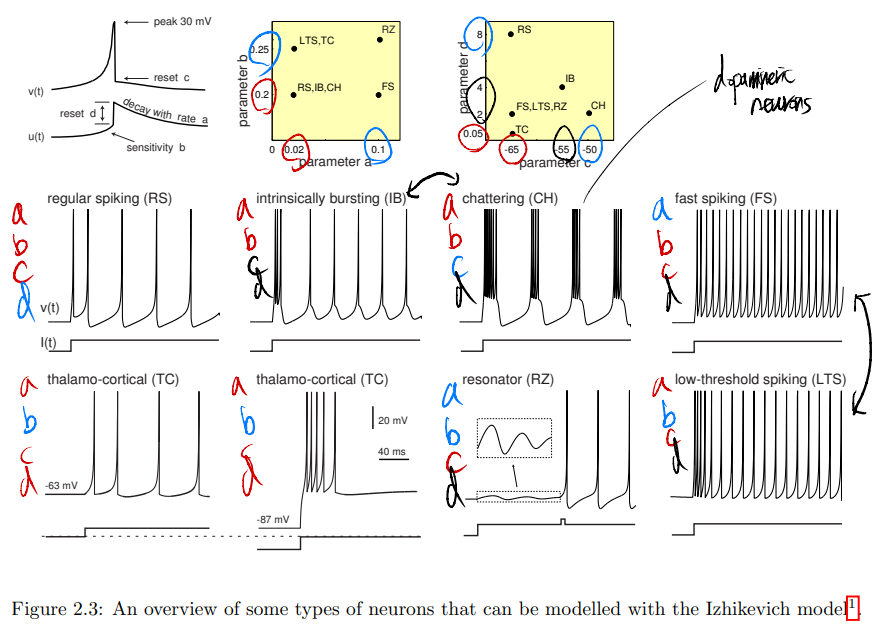 peak 30 mV
reset c
v(t)
reset d
decay with rate a
u(t)
sensitivity b
parameter b
0.25
0.2
LTS,TC
RZ
RS,IB,CH
FS
0
0.02
0.1
parameter a
parameter d
8
4
2
0.05
RS
IB
FS,LTS,RZ
CH
TC
-65
-55
-50
parameter c
neurons
regular spiking (RS)
a
b
c
d
v(t)
I(t)
intrinsically bursting (IB)
a
b
c
d
chattering (CH)
a
b
c
d
fast spiking (FS)
a
b
c
d
thalamo-cortical (TC)
a
b
c
d
-63 mV
thalamo-cortical (TC)
a
b
c
d
20 mV
40 ms
-87 mV
resonator (RZ)
a
b
c
d
low-threshold spiking (LTS)
a
b
c
d
Figure 2.3: An overview of some types of neurons that can be modelled with the Izhikevich model1.